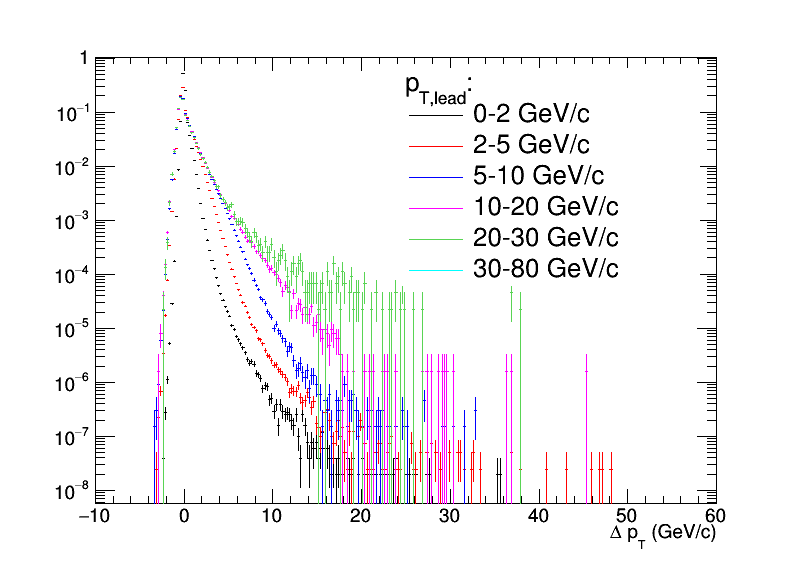 p_T,lead:
0-2 GeV/c
2-5 GeV/c
5-10 GeV/c
10-20 GeV/c
20-30 GeV/c
30-80 GeV/c
1
10^−1
10^−2
10^−3
10^−4
10^−5
10^−6
10^−7
10^−8
−10 0 10 20 30 40 50 60
Δ p_T (GeV/c)